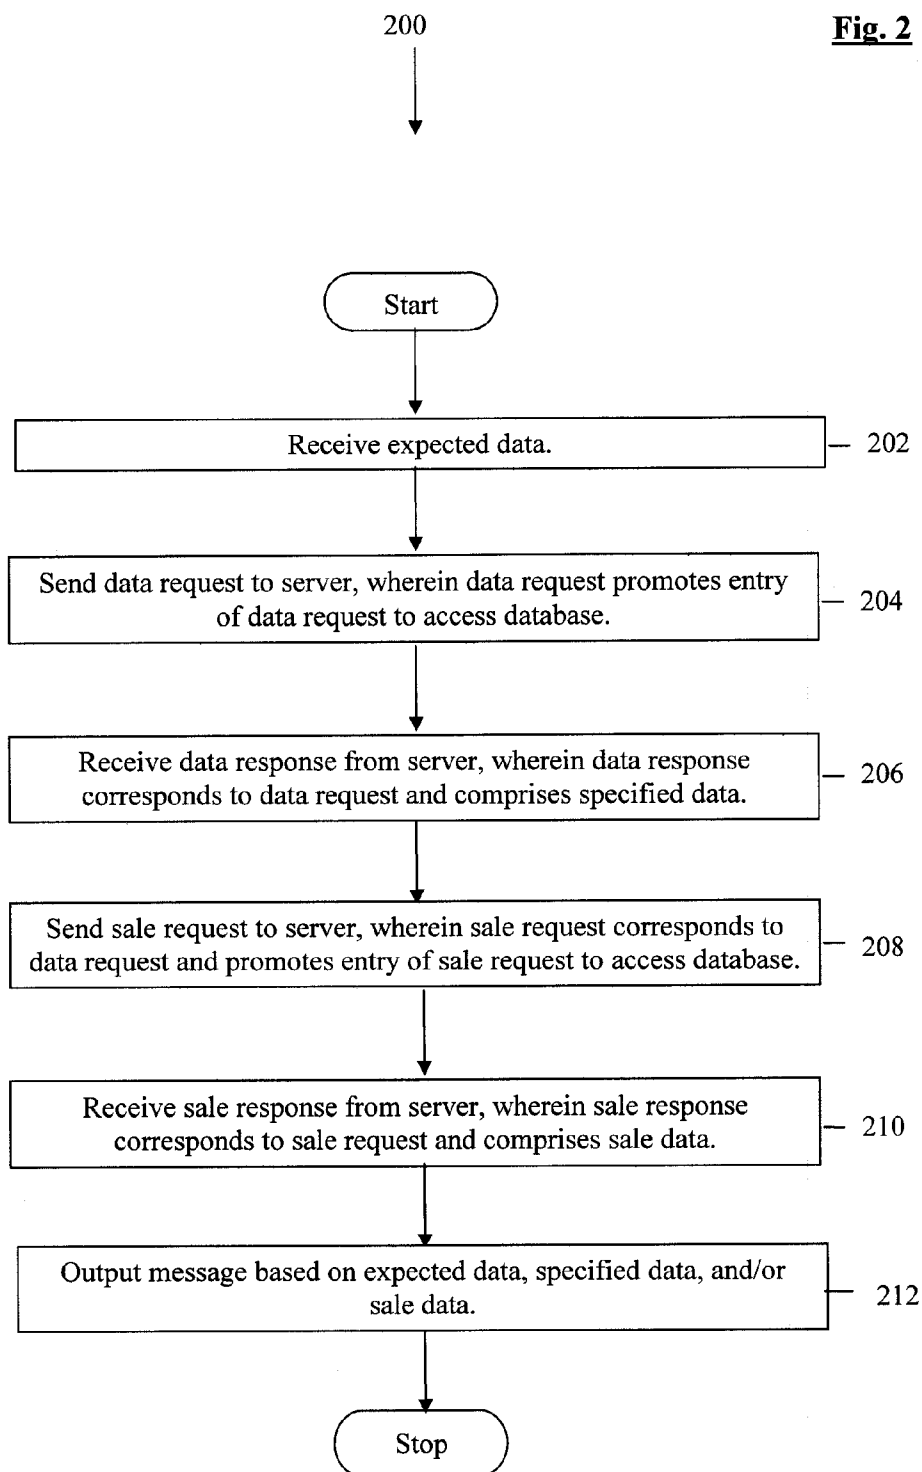 200
Fig. 2
Start
Receive expected data.
202
Send data request to server, wherein data request promotes entry
of data request to access database.
204
Receive data response from server, wherein data response
corresponds to data request and comprises specified data.
206
Send sale request to server, wherein sale request corresponds to
data request and promotes entry of sale request to access database.
208
Receive sale response from server, wherein sale response
corresponds to sale request and comprises sale data.
210
Output message based on expected data, specified data, and/or
sale data.
212
Stop